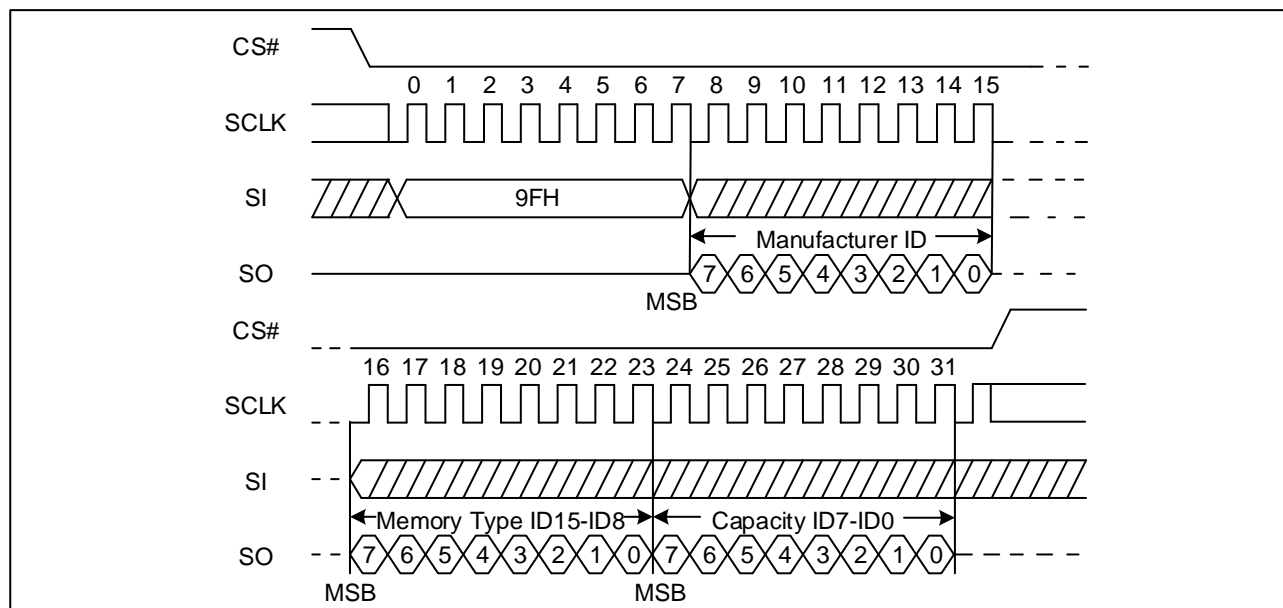 CS#
0 1 2 3 4 5 6 7 8 9 10 11 12 13 14 15
SCLK
SI 9FH
Manufacturer ID
SO 7 6 5 4 3 2 1 0
MSB
CS#
16 17 18 19 20 21 22 23 24 25 26 27 28 29 30 31
SCLK
SI
Memory Type ID15-ID8 Capacity ID7-ID0
SO 7 6 5 4 3 2 1 0 7 6 5 4 3 2 1 0
MSB MSB